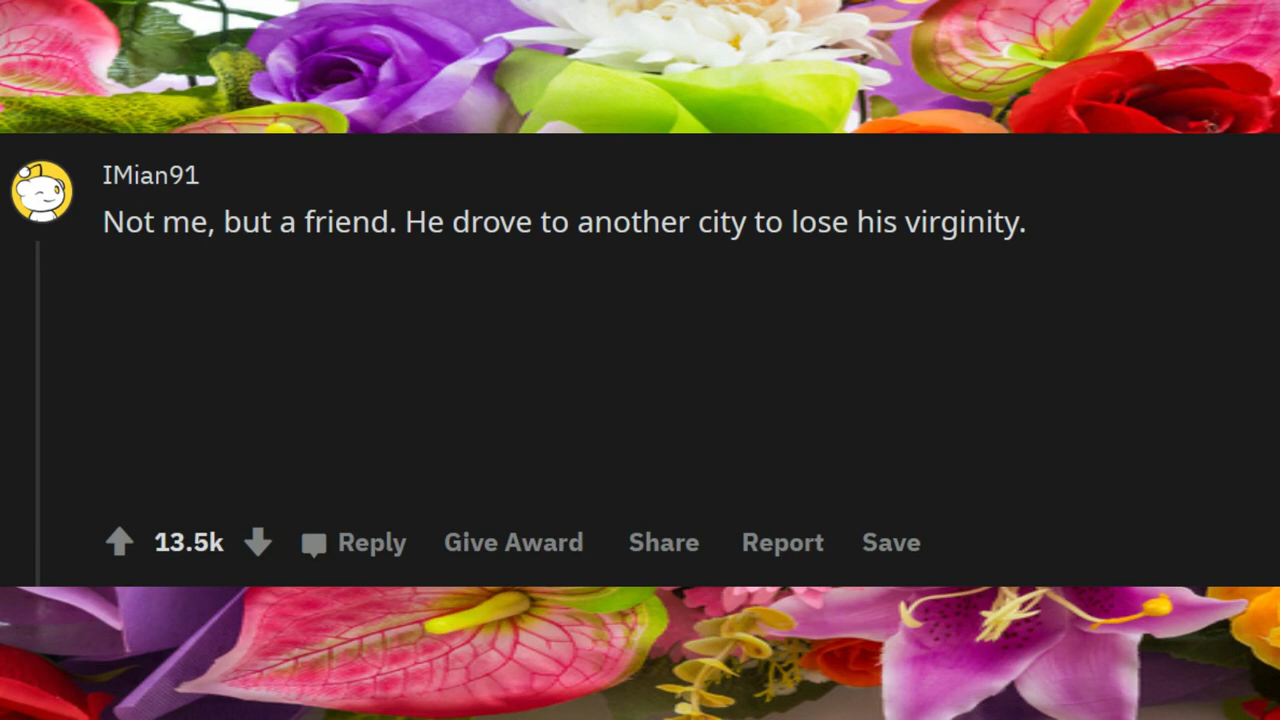 IMian91
Not me, but a friend. He drove to another city to lose his virginity.
13.5k Reply Give Award Share Report Save